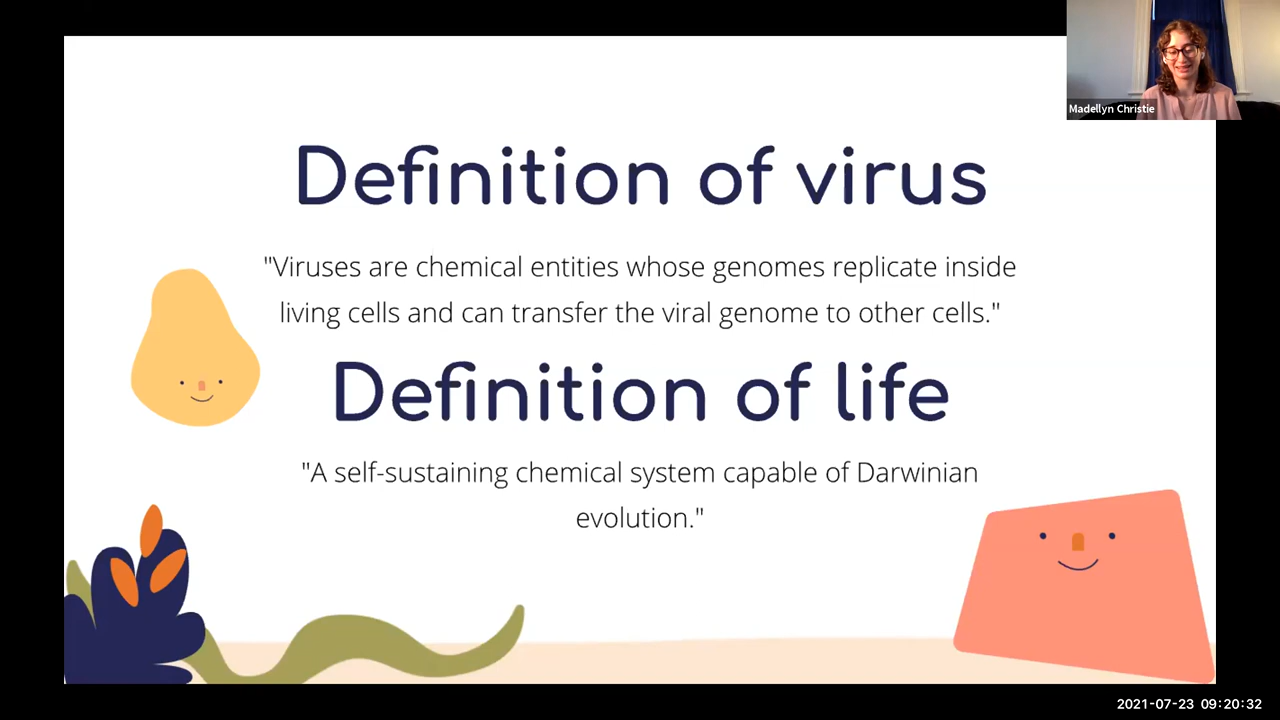 Madellyn Christie
Definition of virus
"Viruses are chemical entities whose genomes replicate inside
living cells and can transfer the viral genome to other cells."
Definition of life
"A self-sustaining chemical system capable of Darwinian
evolution."
2021-07-23 09:20:32